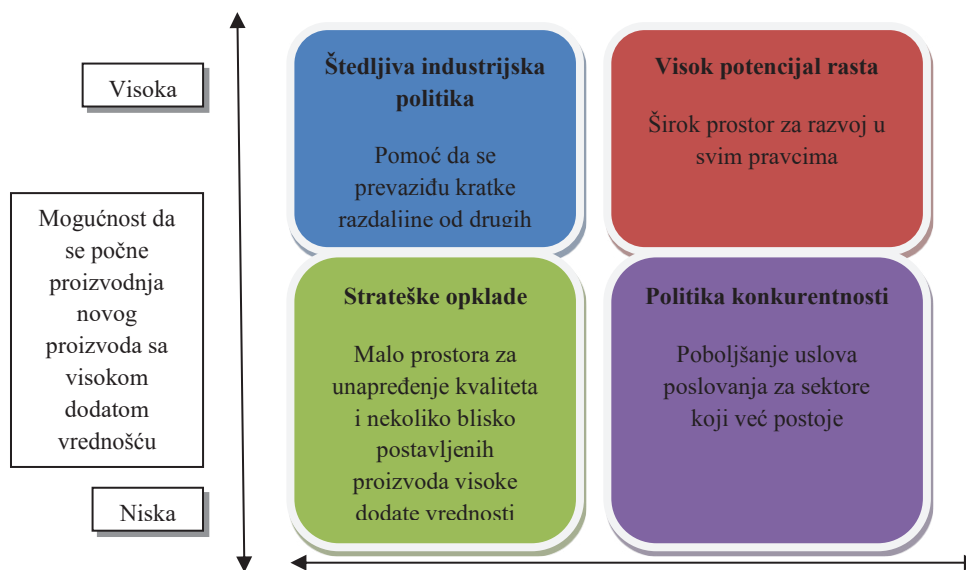 Visoka
Mogućnost da
se počne
proizvodnja
novog
proizvoda sa
visokom
dodatom
vrednošću
Niska
Štedljiva industrijska
politika
Pomoć da se
prevaziđu kratke
razdaljine od drugih
Visok potencijal rasta
Širok prostor za razvoj u
svim pravcima
Strateške opklade
Malo prostora za
unapređenje kvaliteta
i nekoliko blisko
postavljenih
proizvoda visoke
dodate vrednosti
Politika konkurentnosti
Poboljšanje uslova
poslovanja za sektore
koji već postoje